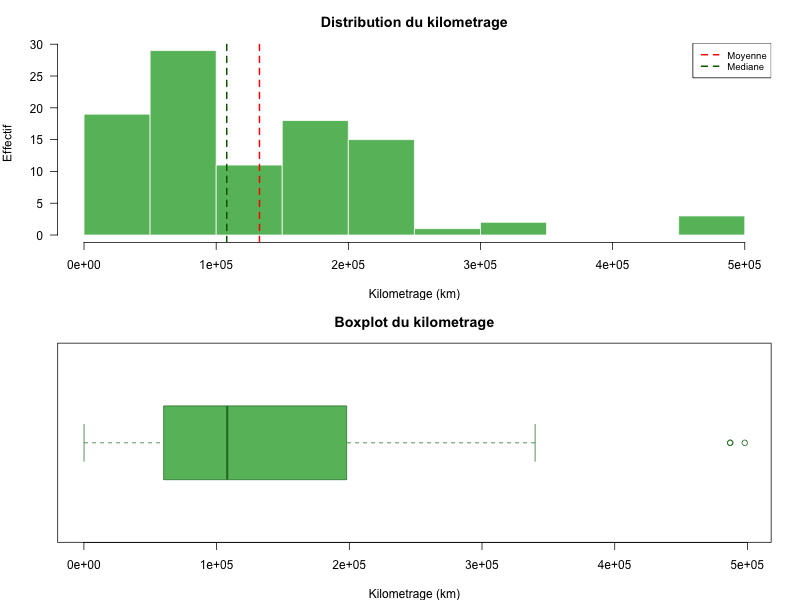 Distribution du kilometrage
Effectif
30
25
20
15
10
5
0
Moyenne
Mediane
0e+00 1e+05 2e+05 3e+05 4e+05 5e+05
Kilometrage (km)
Boxplot du kilometrage
0e+00 1e+05 2e+05 3e+05 4e+05 5e+05
Kilometrage (km)